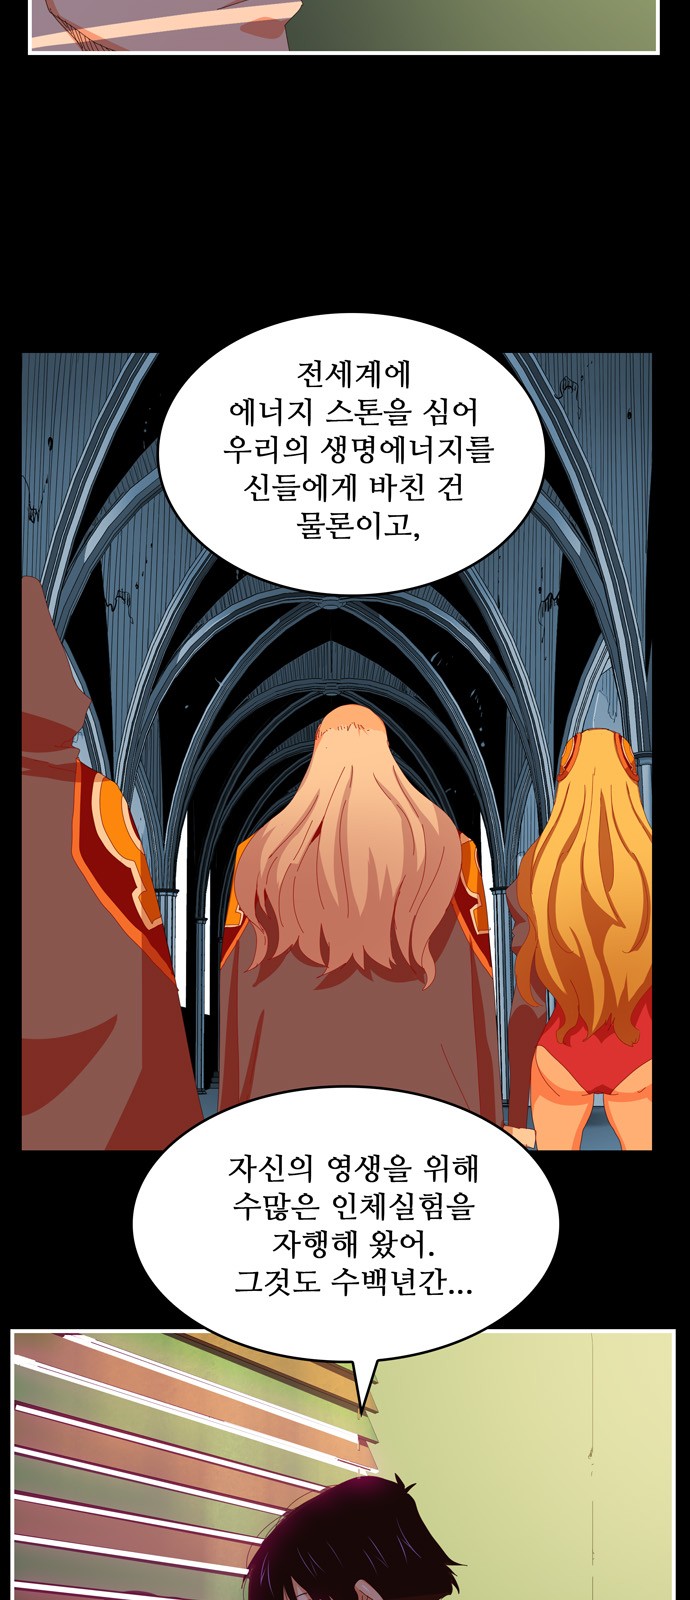 전세계에
에너지 스톤을 심어
우리의 생명에너지를
신들에게 바친 건
물론이고,
자신의 영생을 위해
수많은 인체실험을
자행해 왔어.
그것도 수백년간...